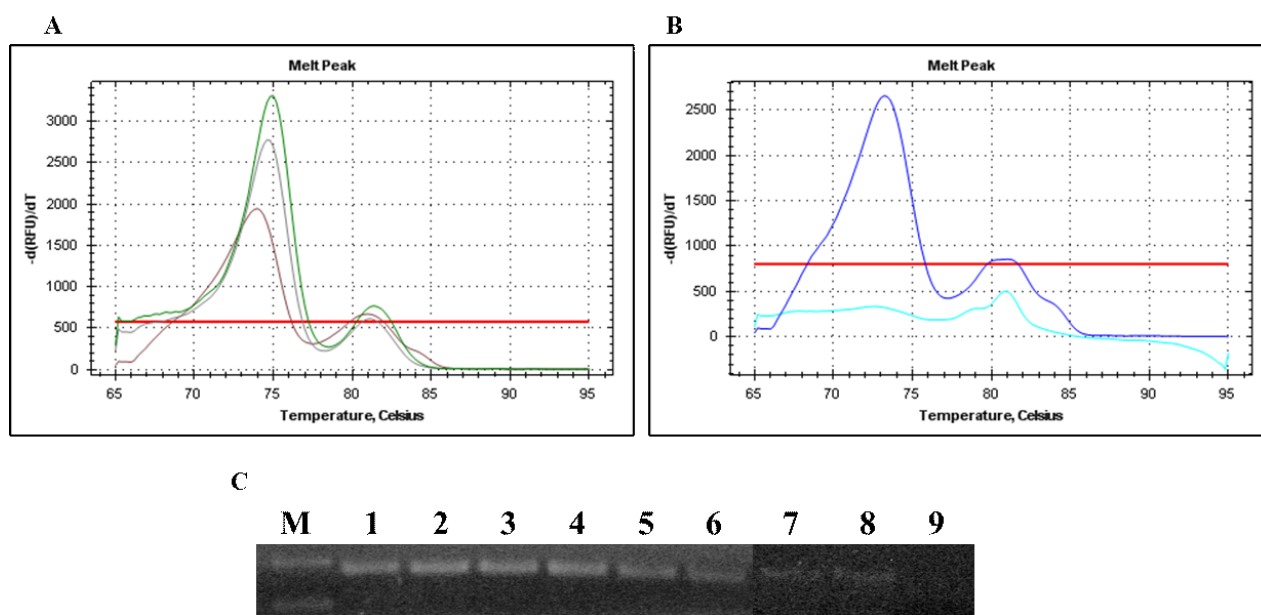 A
Melt Peak
-d(RFU)/dT
3000
2500
2000
1500
1000
500
0
65 70 75 80 85 90 95
Temperature, Celsius
B
Melt Peak
-d(RFU)/dT
2500
2000
1500
1000
500
0
65 70 75 80 85 90 95
Temperature, Celsius
C
M 1 2 3 4 5 6 7 8 9